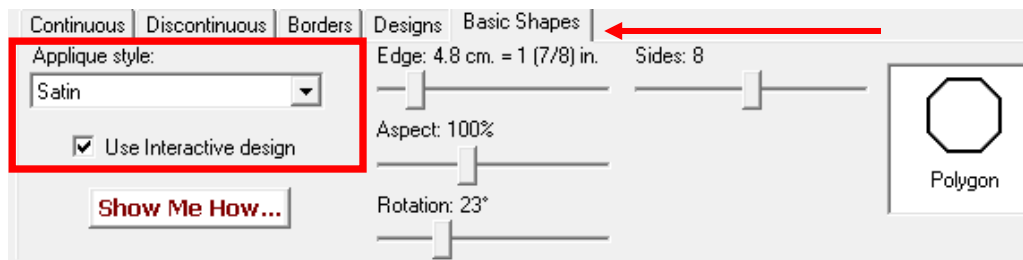 Continuous Discontinuous Borders Designs Basic Shapes
Applique style:
Satin
Use Interactive design
Show Me How...
Edge: 4.8 cm. = 1 (7/8) in.
Aspect: 100%
Rotation: 23°
Sides: 8
Polygon